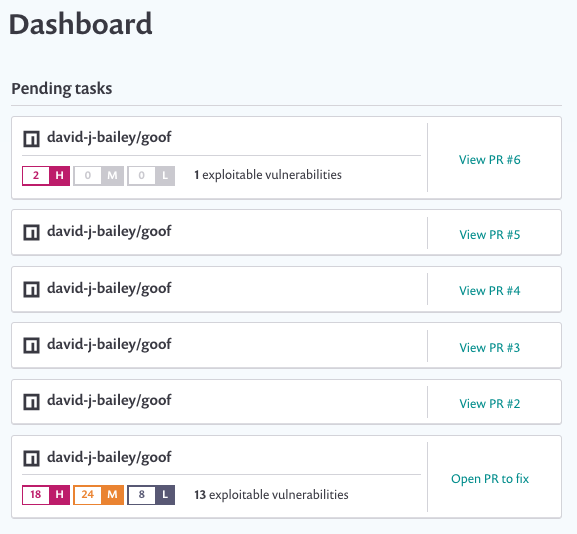 Dashboard
Pending tasks
david-j-bailey/goof
2 H 0 M 0 L 1 exploitable vulnerabilities
View PR #6
david-j-bailey/goof
View PR #5
david-j-bailey/goof
View PR #4
david-j-bailey/goof
View PR #3
david-j-bailey/goof
View PR #2
david-j-bailey/goof
18 H 24 M 8 L 13 exploitable vulnerabilities
Open PR to fix